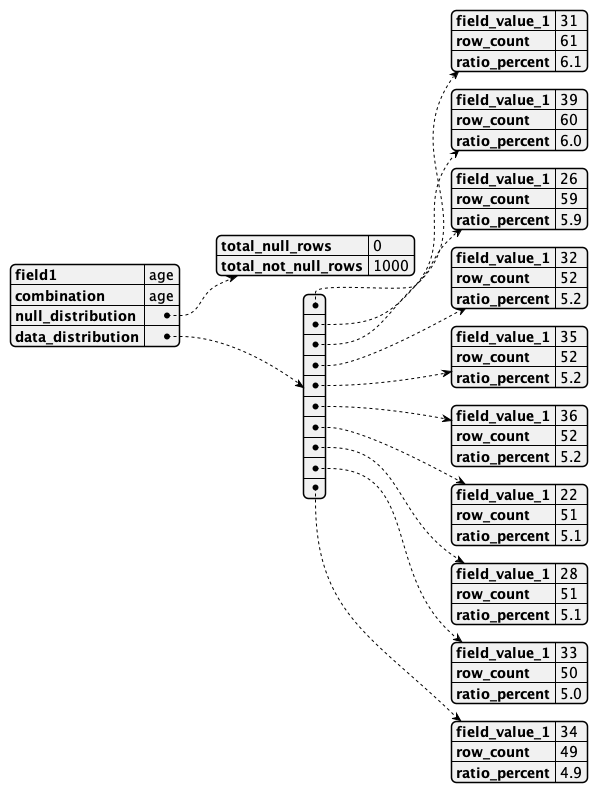 field1 age
combination age
null_distribution
data_distribution
total_null_rows 0
total_not_null_rows 1000
field_value_1 31
row_count 61
ratio_percent 6.1
field_value_1 39
row_count 60
ratio_percent 6.0
field_value_1 26
row_count 59
ratio_percent 5.9
field_value_1 32
row_count 52
ratio_percent 5.2
field_value_1 35
row_count 52
ratio_percent 5.2
field_value_1 36
row_count 52
ratio_percent 5.2
field_value_1 22
row_count 51
ratio_percent 5.1
field_value_1 28
row_count 51
ratio_percent 5.1
field_value_1 33
row_count 50
ratio_percent 5.0
field_value_1 34
row_count 49
ratio_percent 4.9